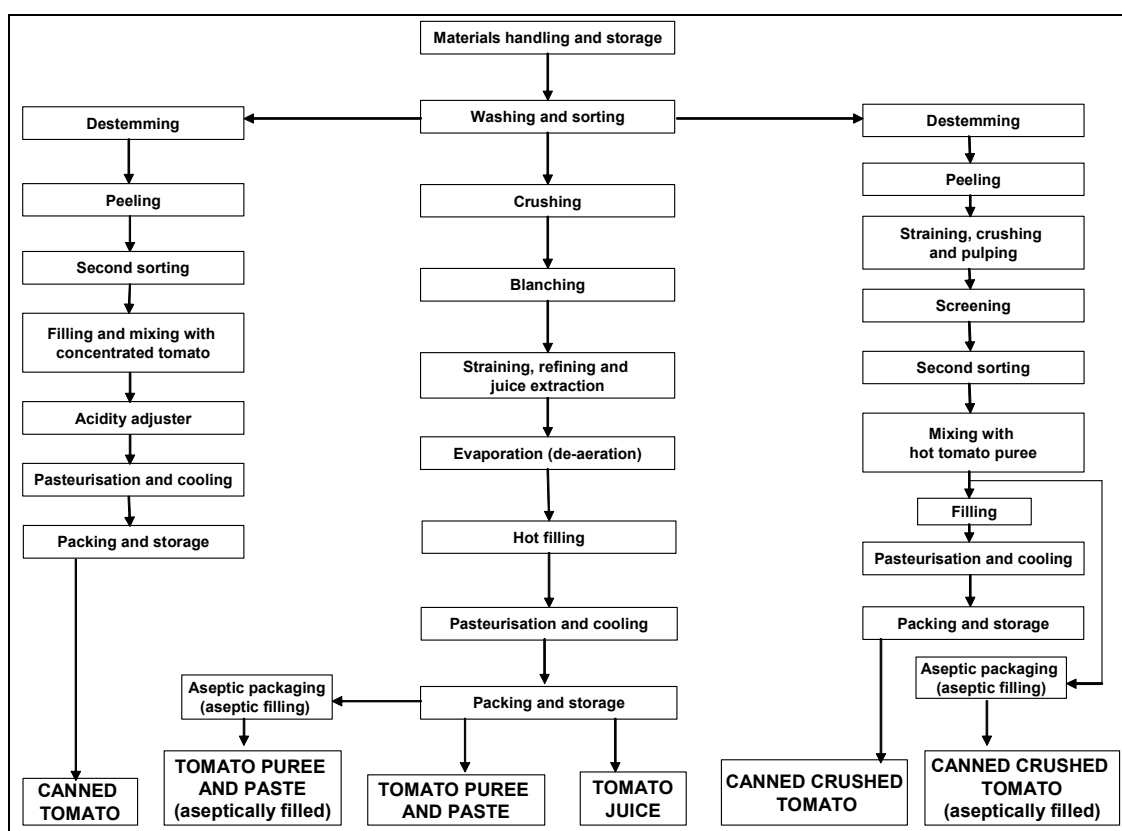 Materials handling and storage
Washing and sorting
Destemming
Peeling
Second sorting
Filling and mixing with
concentrated tomato
Acidity adjuster
Pasteurisation and cooling
Packing and storage
CANNED
TOMATO
Crushing
Blanching
Straining, refining and
juice extraction
Evaporation (de-aeration)
Hot filling
Pasteurisation and cooling
Packing and storage
Aseptic packaging
(aseptic filling)
TOMATO PUREE
AND PASTE
(aseptically filled)
TOMATO PUREE
AND PASTE
TOMATO
JUICE
Destemming
Peeling
Straining, crushing
and pulping
Screening
Second sorting
Mixing with
hot tomato puree
Filling
Pasteurisation and cooling
Packing and storage
Aseptic packaging
(aseptic filling)
CANNED CRUSHED
TOMATO
CANNED CRUSHED
TOMATO
(aseptically filled)